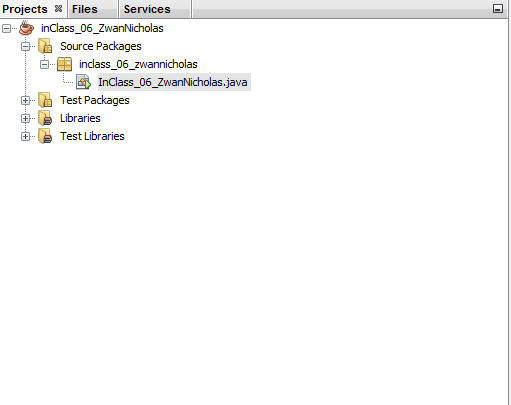 Projects Files Services
inClass_06_ZwanNicholas
Source Packages
inclass_06_zwannicholas
InClass_06_ZwanNicholas.java
Test Packages
Libraries
Test Libraries